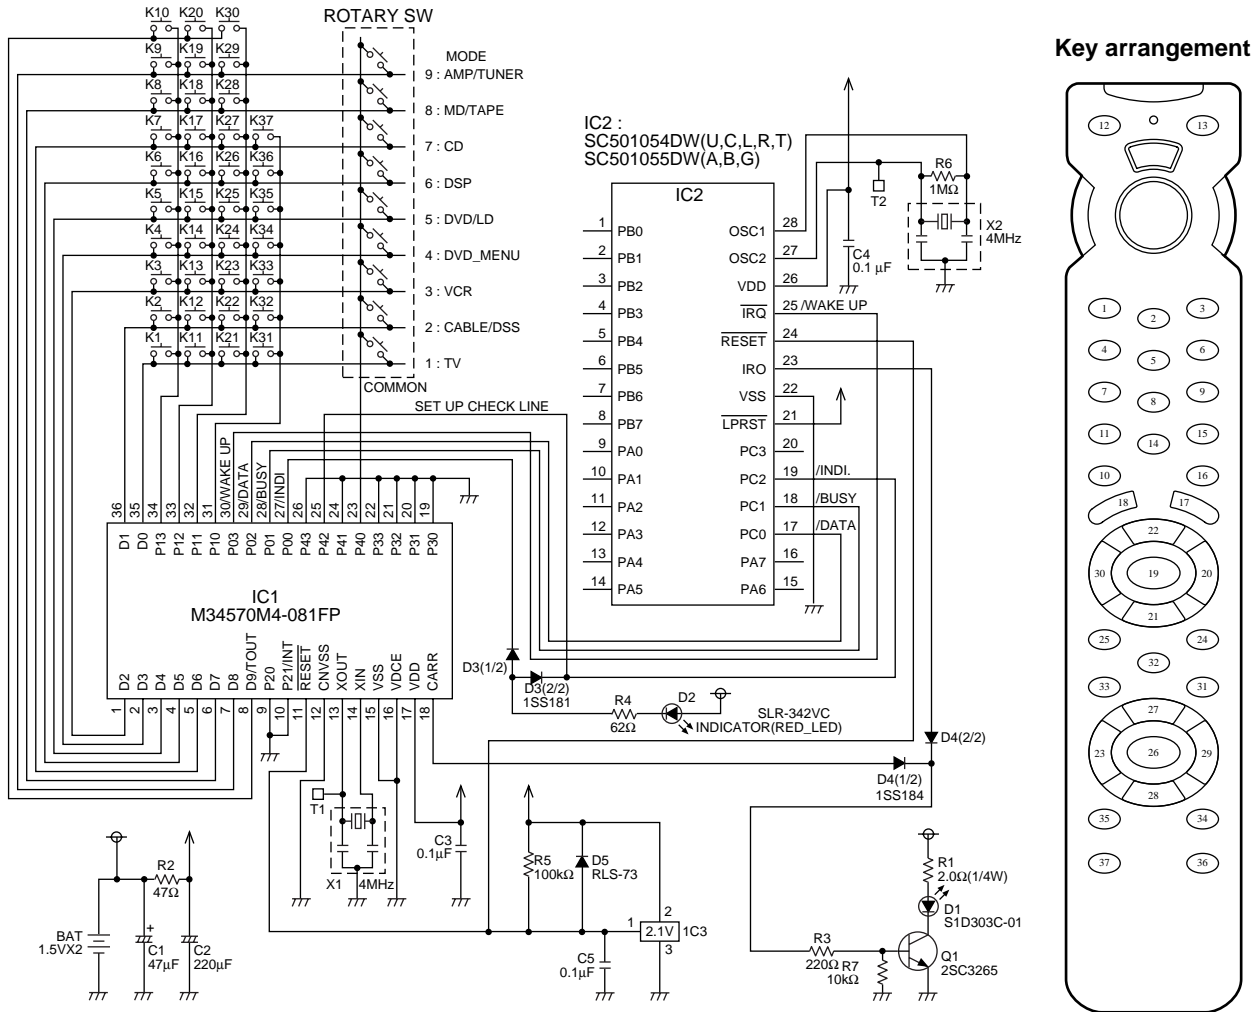 ROTARY SW
Key arrangement
K10 K20 K30
K9 K19 K29
K8 K18 K28
K7 K17 K27 K37
K6 K16 K26 K36
K5 K15 K25 K35
K4 K14 K24 K34
K3 K13 K23 K33
K2 K12 K22 K32
K1 K11 K21 K31
MODE
9 : AMP/TUNER
8 : MD/TAPE
7 : CD
6 : DSP
5 : DVD/LD
4 : DVD_MENU
3 : VCR
2 : CABLE/DSS
1 : TV
COMMON
SET UP CHECK LINE
36 35 34 33 32 31 30/WAKE UP 29/DATA 28/BUSY 27/INDI 26 25 24 23 22 21 20 19
D1 D0 P13 P12 P11 P10 P03 P02 P01 P00 P43 P42 P41 P40 P33 P32 P31 P30
IC1
M34570M4-081FP
D2 D3 D4 D5 D6 D7 D8 D9/TOUT P20 P21/INT RESET CNVSS XOUT XIN VSS VDCE VDD CARR
1 2 3 4 5 6 7 8 9 10 11 12 13 14 15 16 17 18
IC2 :
SC501054DW(U,C,L,R,T)
SC501055DW(A,B,G)
IC2
1 PB0
2 PB1
3 PB2
4 PB3
5 PB4
6 PB5
7 PB6
8 PB7
9 PA0
10 PA1
11 PA2
12 PA3
13 PA4
14 PA5
OSC1 28
OSC2 27
VDD 26
IRQ 25 /WAKE UP
RESET 24
IRO 23
VSS 22
LPRST 21
PC3 20
PC2 19 /INDI.
PC1 18 /BUSY
PC0 17 /DATA
PA7 16
PA6 15
T2
R6
1MΩ
X2
4MHz
C4
0.1 µF
D3(1/2)
D3(2/2)
1SS181
R4
62Ω
D2
SLR-342VC
INDICATOR(RED_LED)
D4(2/2)
D4(1/2)
1SS184
T1
X1 4MHz
C3
0.1µF
R5
100kΩ
D5
RLS-73
1 2 3
2.1V
1C3
C5
0.1µF
BAT
1.5VX2
C1
47µF
+
R2
47Ω
C2
220µF
R3
220Ω
R7
10kΩ
R1
2.0Ω(1/4W)
D1
S1D303C-01
Q1
2SC3265
12 13
1 2 3
4 5 6
7 8 9
11 14 15
10 16
18 17
22
30 19 20
21
25 24
32
33 31
27
23 26 29
28
35 34
37 36